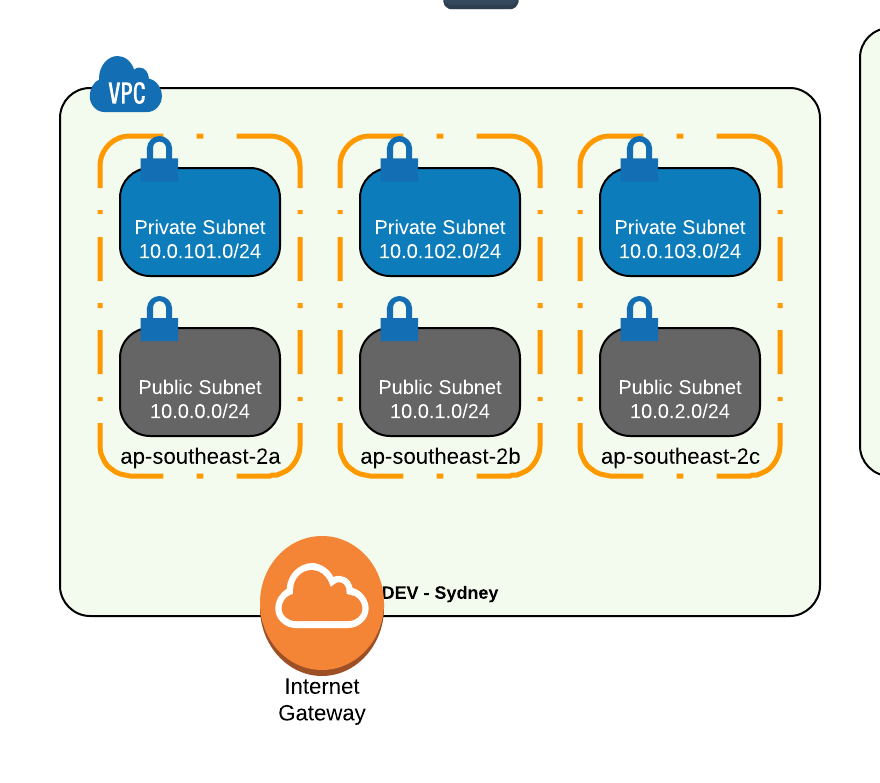 VPC
Private Subnet
10.0.101.0/24
Private Subnet
10.0.102.0/24
Private Subnet
10.0.103.0/24
Public Subnet
10.0.0.0/24
Public Subnet
10.0.1.0/24
Public Subnet
10.0.2.0/24
ap-southeast-2a
ap-southeast-2b
ap-southeast-2c
DEV - Sydney
Internet
Gateway